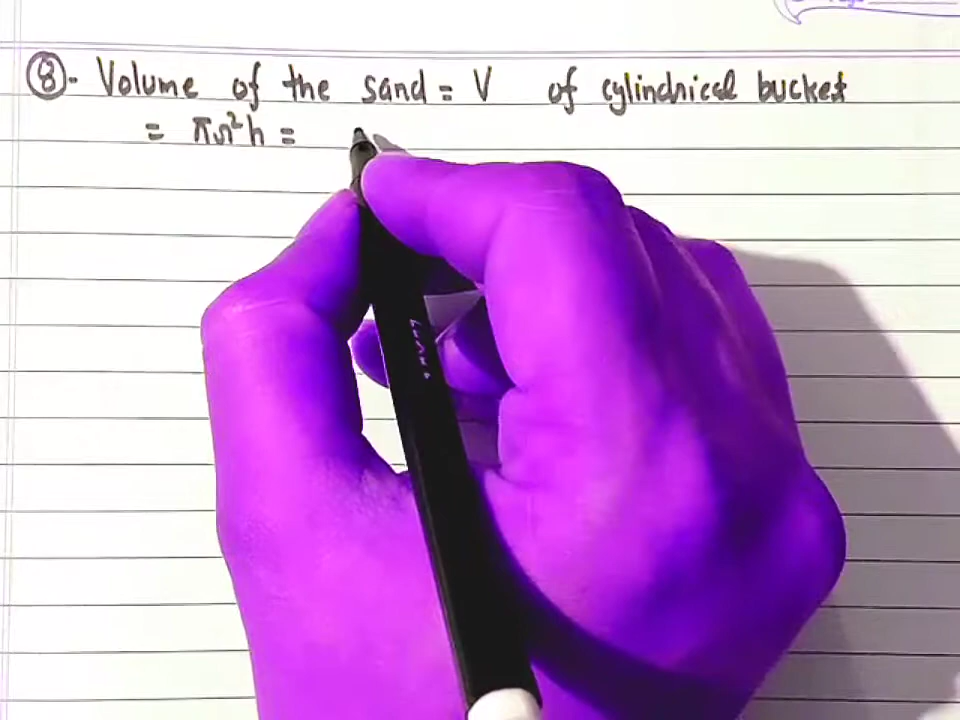 ⑧- Volume of the sand = V of cylindrical bucket
= πr²h =